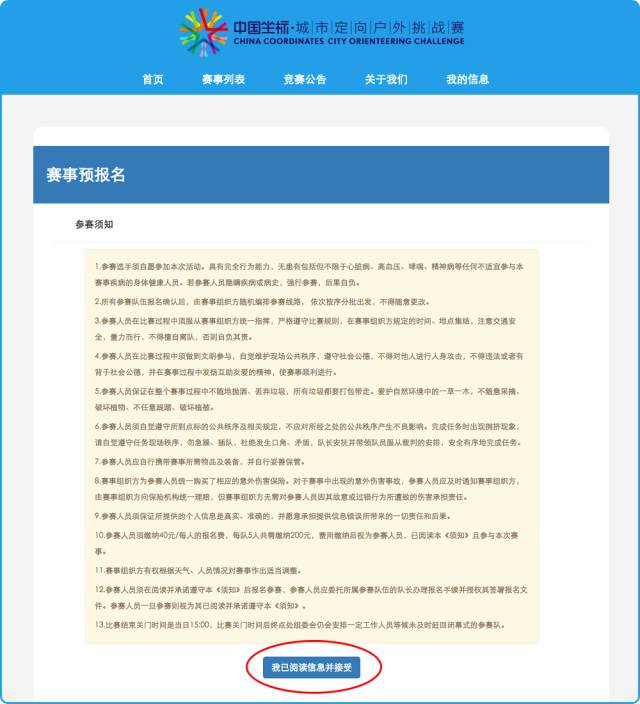 中国坐标·城市定向户外挑战赛
CHINA COORDINATES CITY ORIENTEERING CHALLENGE
首页 赛事列表 竞赛公告 关于我们 我的信息
赛事预报名
参赛须知
1.参赛选手须自愿参加本次活动。具有完全行为能力，无患有包括但不限于心脏病、高血压、哮喘、精神病等任何不适宜参与本
赛事疾病的身体健康人员。若参赛人员隐瞒疾病或病史，强行参赛，后果自负。
2.所有参赛队伍报名确认后，由赛事组织方随机编排参赛线路， 依次按序分批出发，不得随意更改。
3.参赛人员在比赛过程中须服从赛事组织方统一指挥，严格遵守比赛规则，在赛事组织方规定的时间、地点集结，注意交通安
全，量力而行，不得擅自离队，否则自负其责。
4.参赛人员在比赛过程中须做到文明参与，自觉维护现场公共秩序，遵守社会公德，不得对他人进行人身攻击，不得违法或者有
背于社会公德，并在赛事过程中发扬互助友爱的精神，使赛事顺利进行。
5.参赛人员保证在整个赛事过程中不随地抛洒、丢弃垃圾，所有垃圾都要打包带走。爱护自然环境中的一草一木，不随意采摘、
破坏植物、不任意践踏、破坏植被。
6.参赛人员须自觉遵守所到点标的公共秩序及相关规定，不应对所经之处的公共秩序产生不良影响。完成任务时出现拥挤现象，
请自觉遵守任务现场秩序，勿急躁、插队，杜绝发生口角、矛盾，队长安抚并带领队员服从裁判的安排，安全有序地完成任务。
7.参赛人员应自行携带赛事所需物品及装备，并自行妥善保管。
8.赛事组织方为参赛人员统一购买了相应的意外伤害保险。对于赛事中出现的意外伤害事故，参赛人员应及时通知赛事组织方，
由赛事组织方向保险机构统一理赔，但赛事组织方无需对参赛人员因其故意或过错行为所遭致的伤害承担责任。
9.参赛人员须保证所提供的个人信息是真实、准确的，并愿意承担提供信息错误所带来的一切责任和后果。
10.参赛人员须缴纳40元/每人的报名费，每队5人共需缴纳200元，费用缴纳后视为参赛人员，已阅读本《须知》且参与本次赛
事。
11.赛事组织方有权根据天气、人员情况对赛事作出适当调整。
12.参赛人员须在阅读并承诺遵守本《须知》后报名参赛，参赛人员应委托所属参赛队伍的队长办理报名手续并授权其签署报名文
件。参赛人员一旦参赛则视为其已阅读并承诺遵守本《须知》。
13.比赛结束关门时间是当日15:00，比赛关门时间后终点处组委会仍会安排一定工作人员等候未及时赶回闭幕式的参赛队。
我已阅读信息并接受